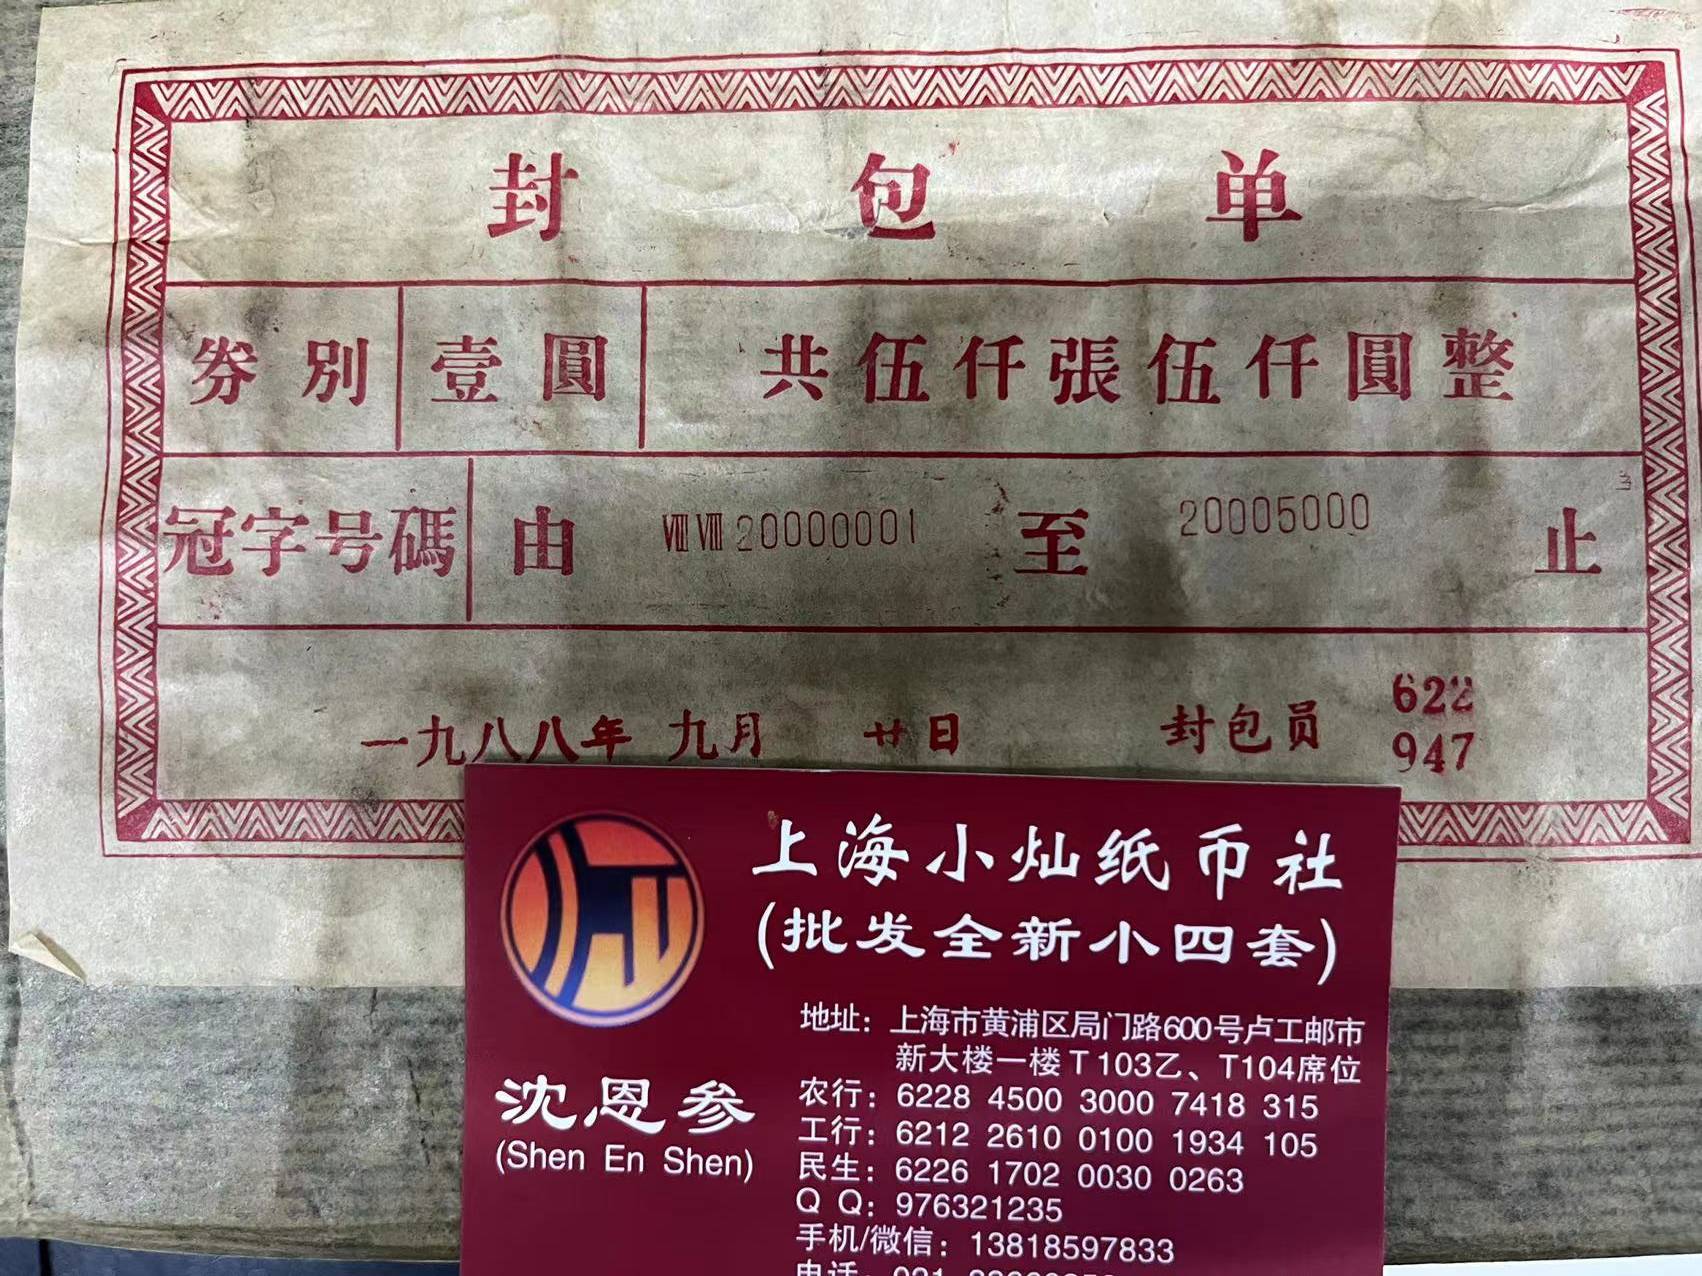 封包单
券別 壹圓 共伍仟張伍仟圓整
冠字号碼 由 ⅧⅧ 20000001 至 20005000 止
一九八八年 九月 廿日 封包员 622
947
上海小灿纸币社
(批发全新小四套)
沈恩参
(Shen En Shen)
地址：上海市黄浦区局门路600号卢工邮市
新大楼一楼T103乙、T104席位
农行：6228 4500 3000 7418 315
工行：6212 2610 0100 1934 105
民生：6226 1702 0030 0263
Q Q：976321235
手机/微信：13818597833